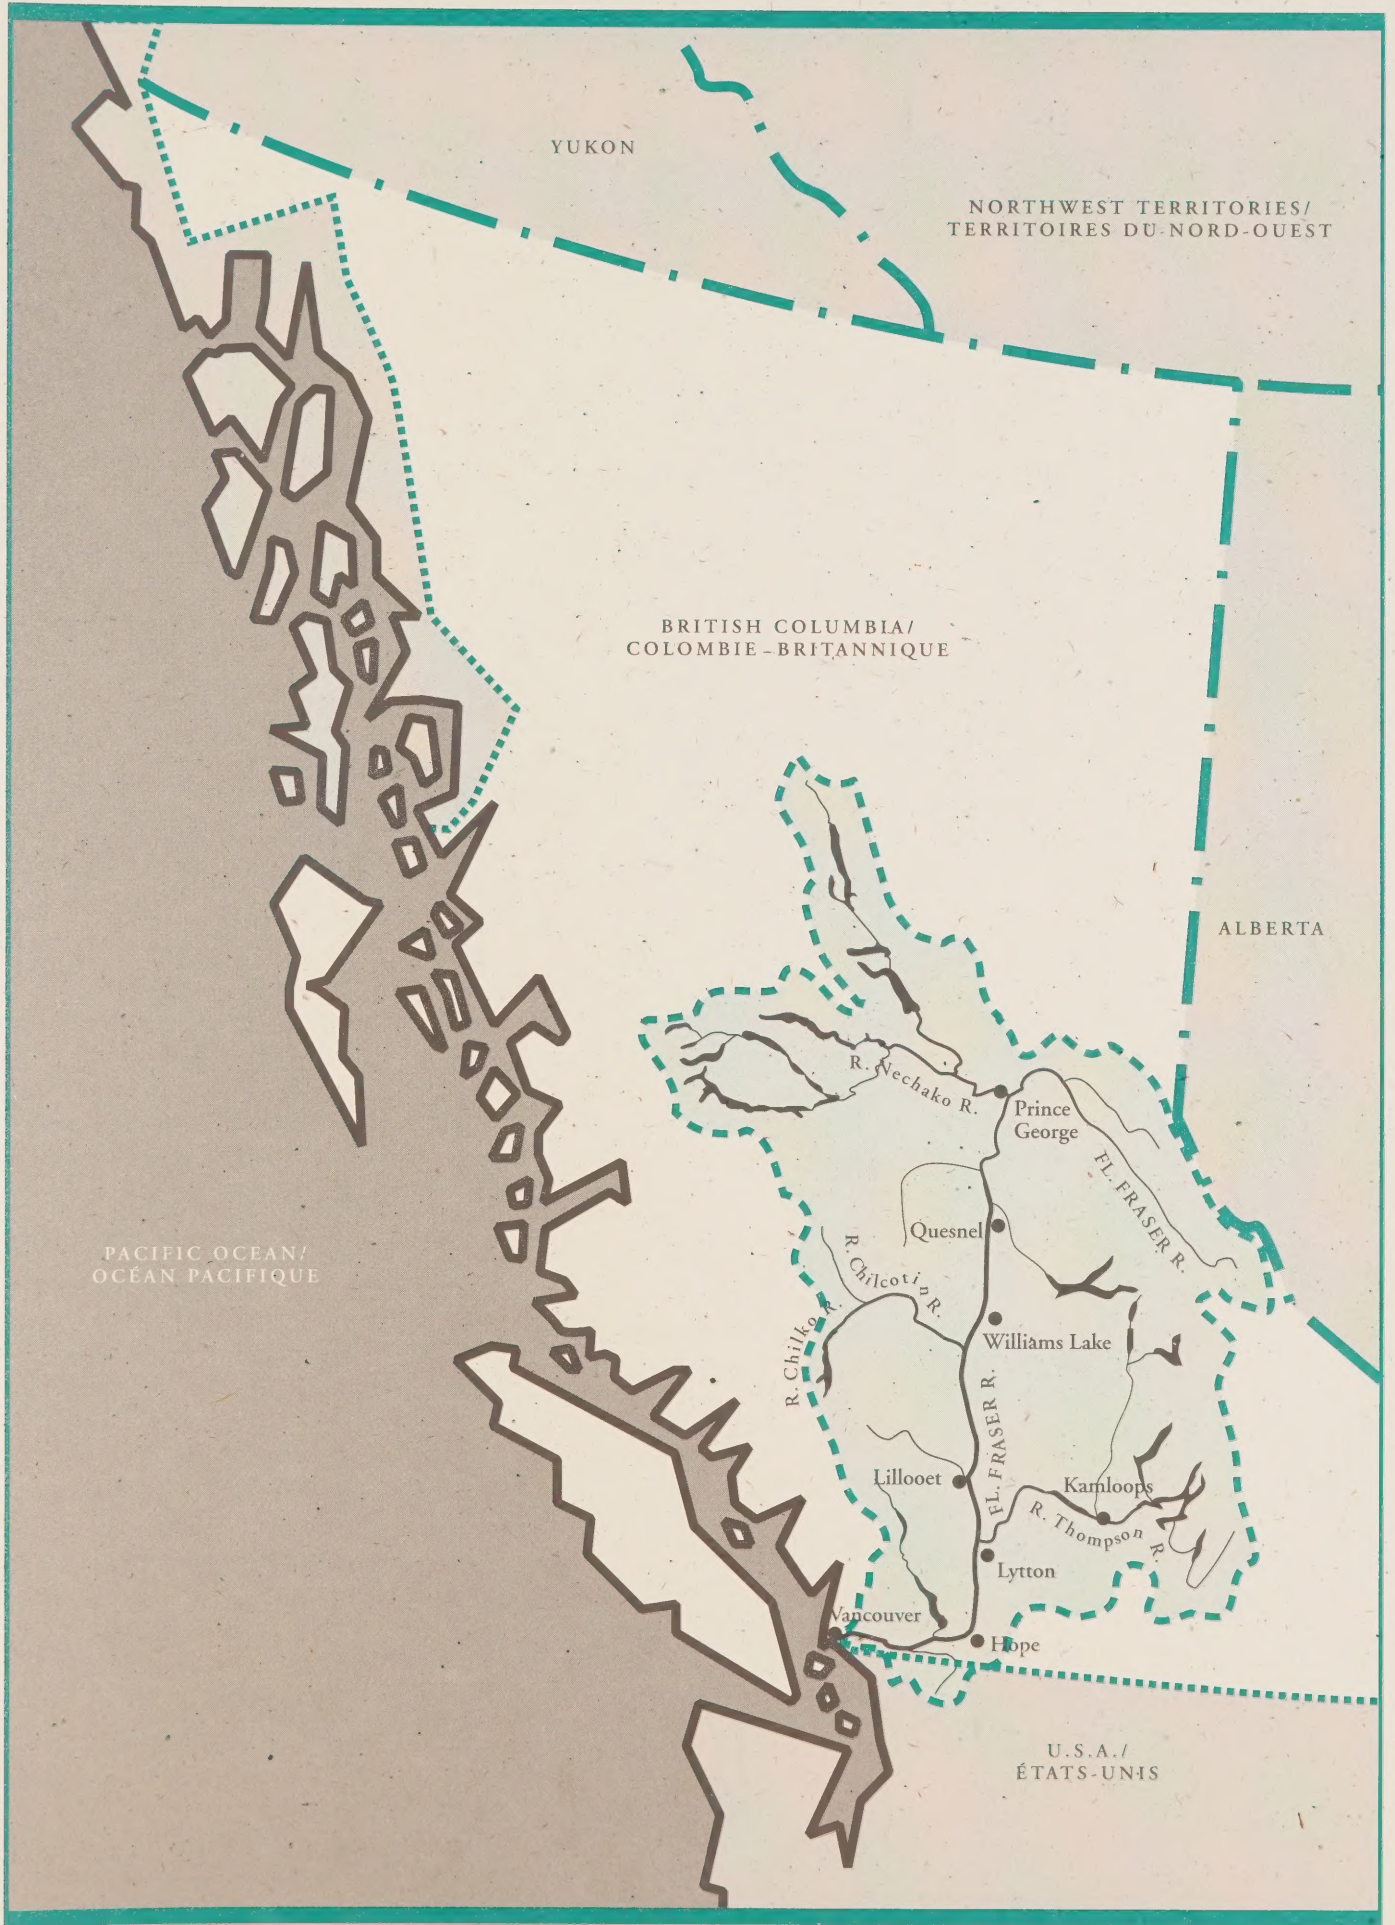 YUKON
NORTHWEST TERRITORIES/
TERRITOIRES DU NORD-OUEST
BRITISH COLUMBIA/
COLOMBIE-BRITANNIQUE
ALBERTA
R. Nechako R.
Prince
George
FL. FRASER R.
Quesnel
R. Chilcotin R.
PACIFIC OCEAN/
OCÉAN PACIFIQUE
R. Chilko R.
Williams Lake
FL. FRASER R.
Lillooet
Kamloops
R. Thompson R.
Lytton
Vancouver
Hope
U.S.A./
ÉTATS-UNIS